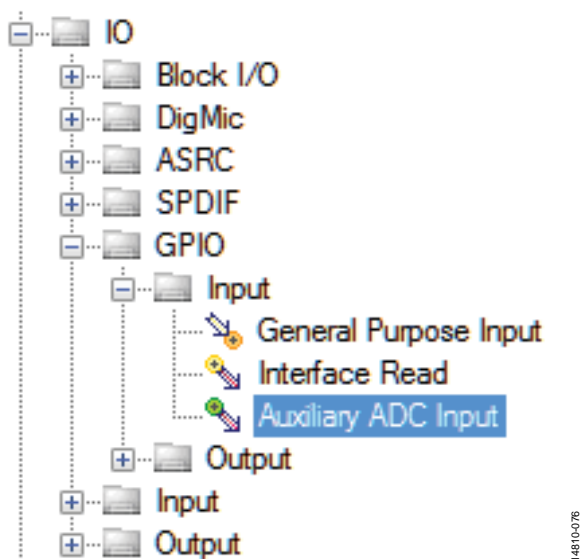 IO
Block I/O
DigMic
ASRC
SPDIF
GPIO
Input
General Purpose Input
Interface Read
Auxiliary ADC Input
Output
Input
Output
14810-076